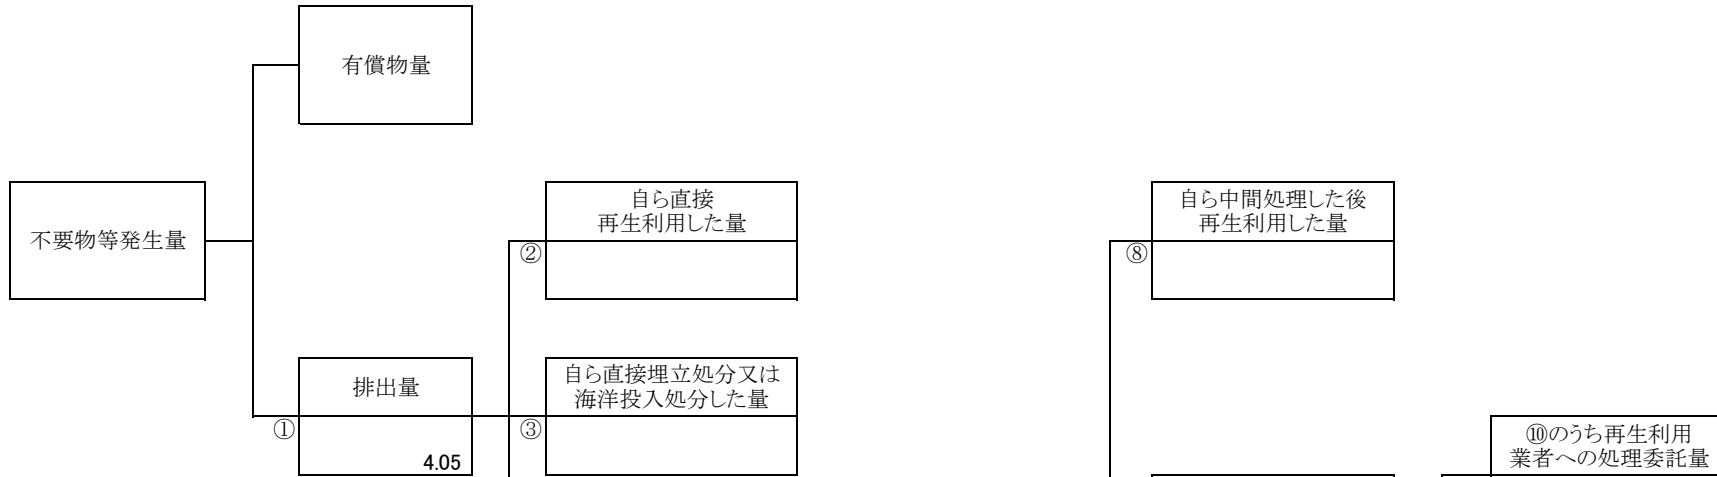 有償物量
不要物等発生量
自ら直接
再生利用した量
②
自ら中間処理した後
再生利用した量
⑧
排出量
①
4.05
自ら直接埋立処分又は
海洋投入処分した量
③
⑩のうち再生利用
業者への処理委託量